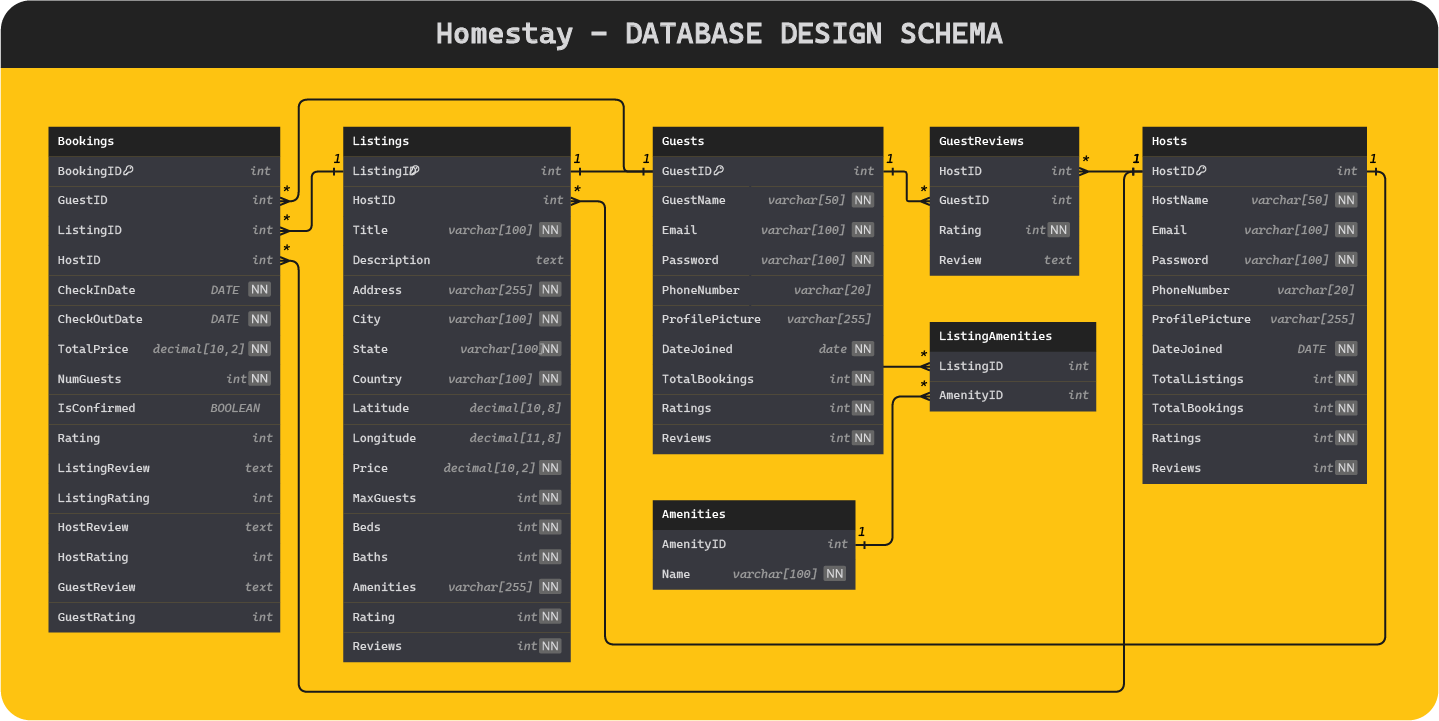 Homestay – DATABASE DESIGN SCHEMA
Bookings
BookingID int
GuestID int *
ListingID int *
HostID int *
CheckInDate DATE NN
CheckOutDate DATE NN
TotalPrice decimal[10,2] NN
NumGuests int NN
IsConfirmed BOOLEAN
Rating int
ListingReview text
ListingRating int
HostReview text
HostRating int
GuestReview text
GuestRating int
Listings
1 ListingID int 1
HostID int *
Title varchar[100] NN
Description text
Address varchar[255] NN
City varchar[100] NN
State varchar[100 NN
Country varchar[100] NN
Latitude decimal[10,8]
Longitude decimal[11,8]
Price decimal[10,2] NN
MaxGuests int NN
Beds int NN
Baths int NN
Amenities varchar[255] NN
Rating int NN
Reviews int NN
Guests
1 GuestID int 1
GuestName varchar[50] NN
Email varchar[100] NN
Password varchar[100] NN
PhoneNumber varchar[20]
ProfilePicture varchar[255]
DateJoined date NN
TotalBookings int NN
Ratings int NN
Reviews int NN
GuestReviews
HostID int *
* GuestID int
Rating int NN
Review text
ListingAmenities
* ListingID int
* AmenityID int
Amenities
AmenityID int 1
Name varchar[100] NN
Hosts
1 HostID int 1
HostName varchar[50] NN
Email varchar[100] NN
Password varchar[100] NN
PhoneNumber varchar[20]
ProfilePicture varchar[255]
DateJoined DATE NN
TotalListings int NN
TotalBookings int NN
Ratings int NN
Reviews int NN